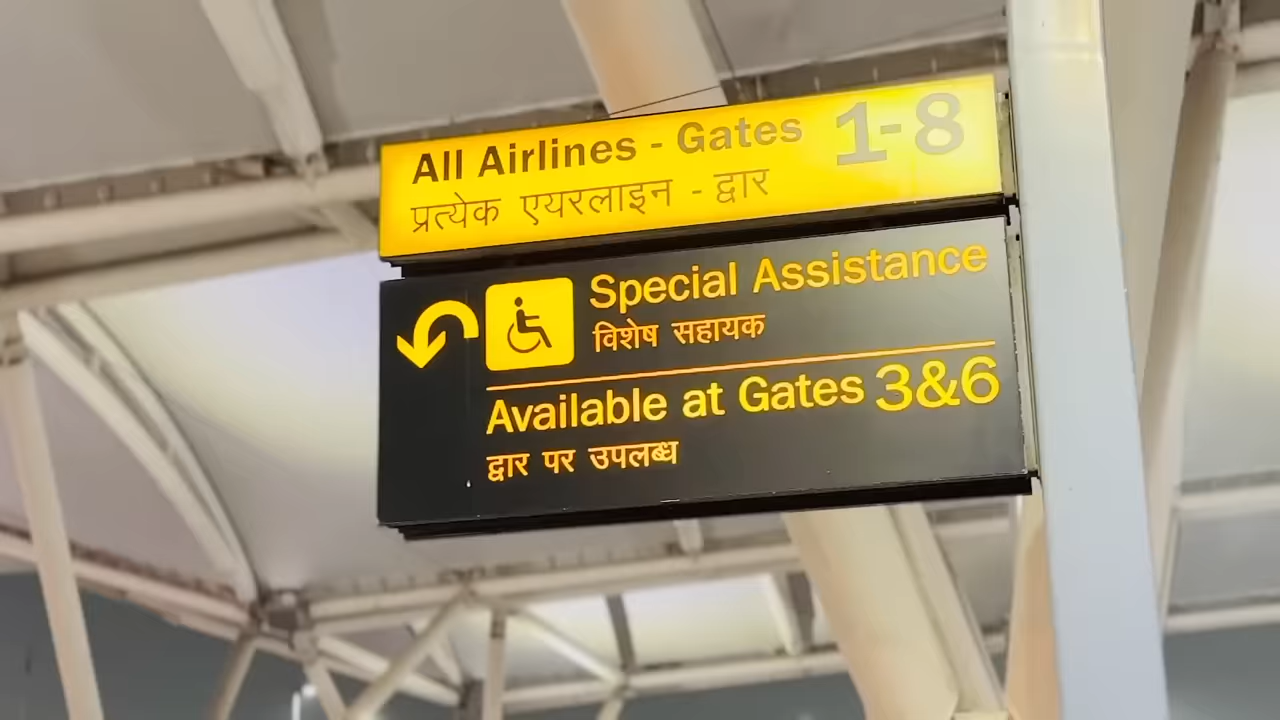 All Airlines - Gates 1-8
प्रत्येक एयरलाइन - द्वार
Special Assistance
विशेष सहायक
Available at Gates 3&6
द्वार पर उपलब्ध